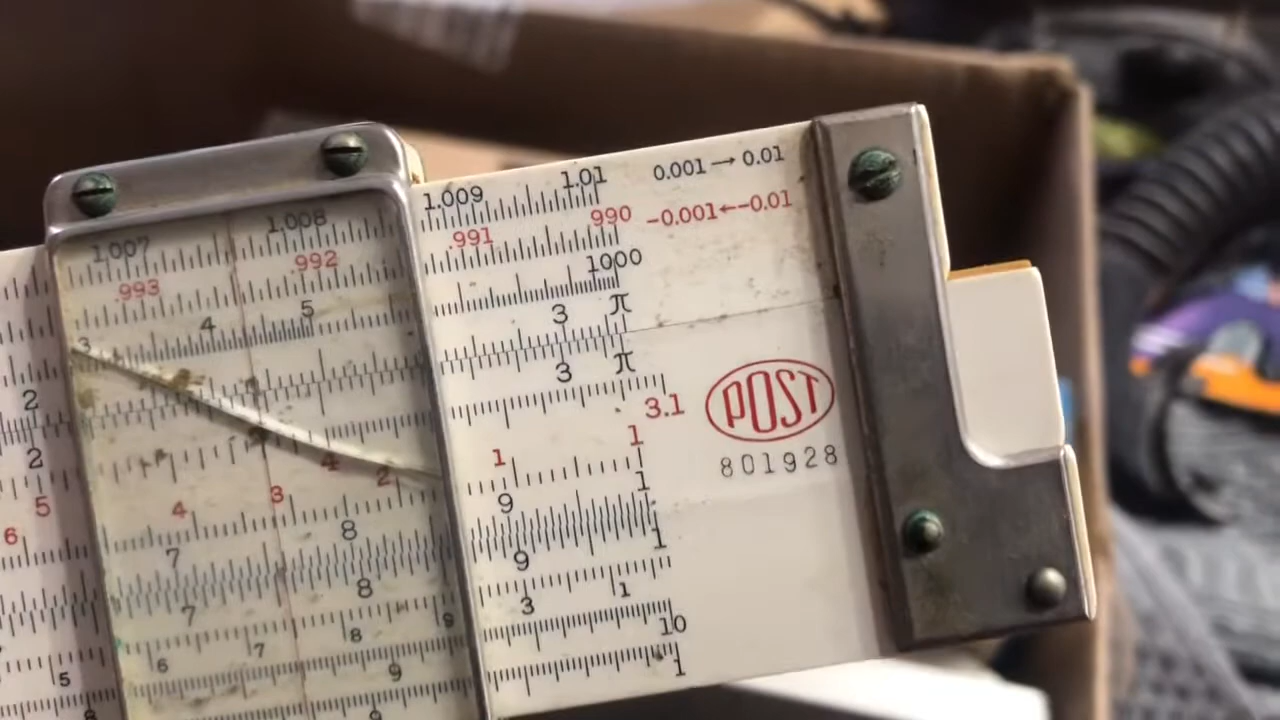 1.007 1.008 1.009 1.01 0.001→0.01
.993 .992 .991 990 -0.001←-0.01
3 4 5 1000
2 3 π
2 3 π
3.1
POST
801928
5 4 3 4 2 1 1
6 7 8 9 1
7 8 9 1
5 6 7 8 9 3 1
8 9 9 10
1